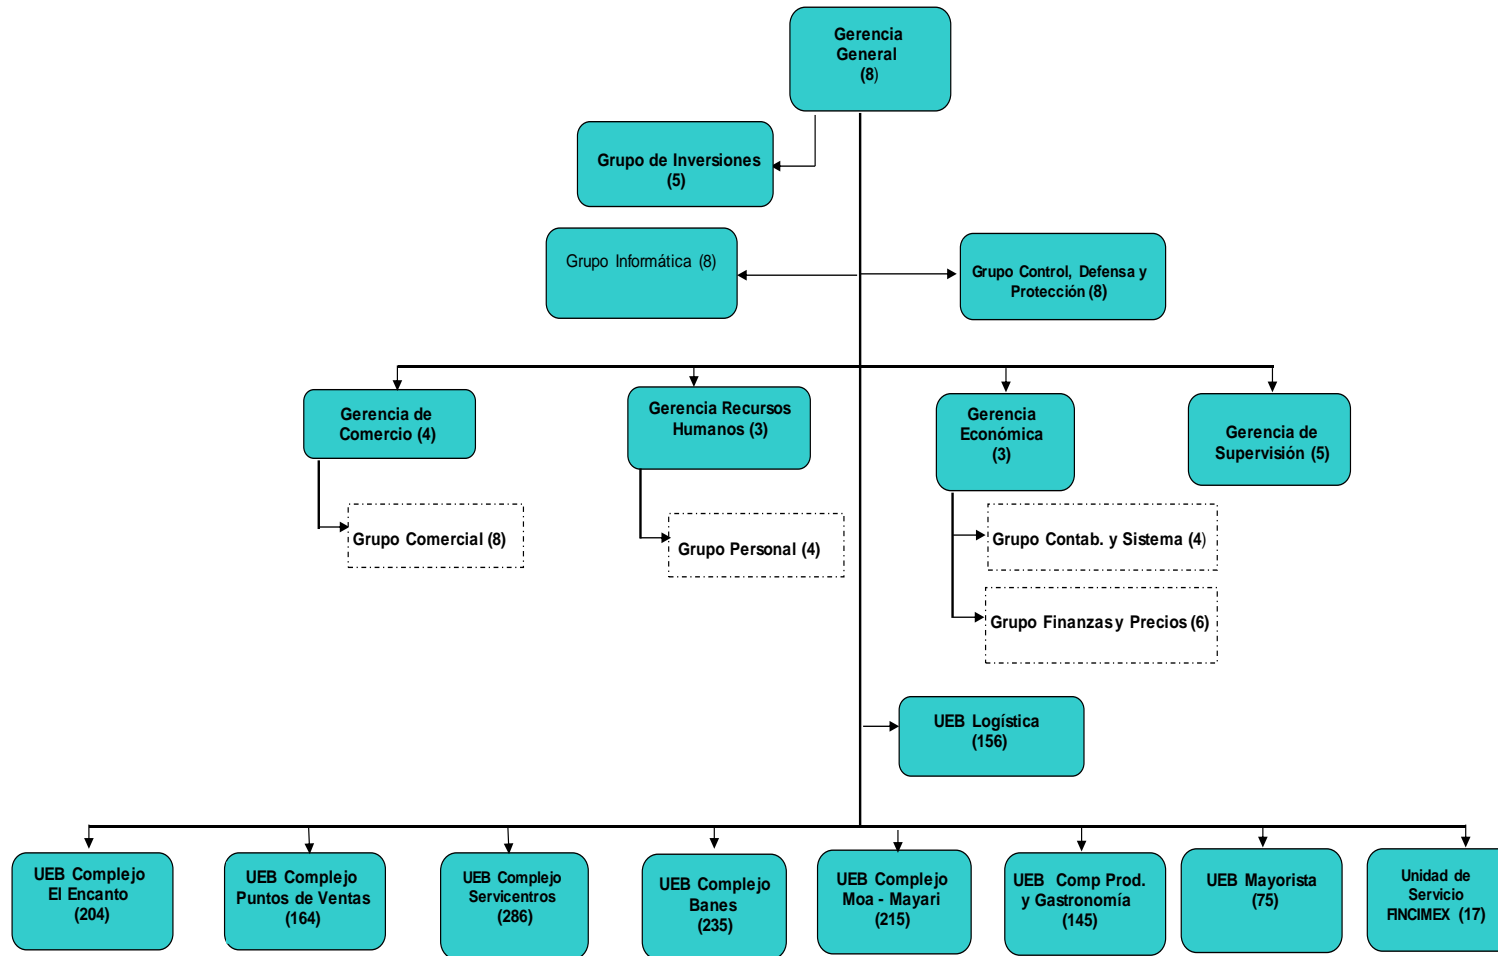 Gerencia
General
(8)
Grupo de Inversiones
(5)
Grupo Informática (8)
Grupo Control, Defensa y
Protección (8)
Gerencia de
Comercio (4)
Gerencia Recursos
Humanos (3)
Gerencia
Económica
(3)
Gerencia de
Supervisión (5)
Grupo Comercial (8)
Grupo Personal (4)
Grupo Contab. y Sistema (4)
Grupo Finanzas y Precios (6)
UEB Logística
(156)
UEB Complejo
El Encanto
(204)
UEB Complejo
Puntos de Ventas
(164)
UEB Complejo
Servicentros
(286)
UEB Complejo
Banes
(235)
UEB Complejo
Moa - Mayari
(215)
UEB Comp Prod.
y Gastronomía
(145)
UEB Mayorista
(75)
Unidad de
Servicio
FINCIMEX (17)